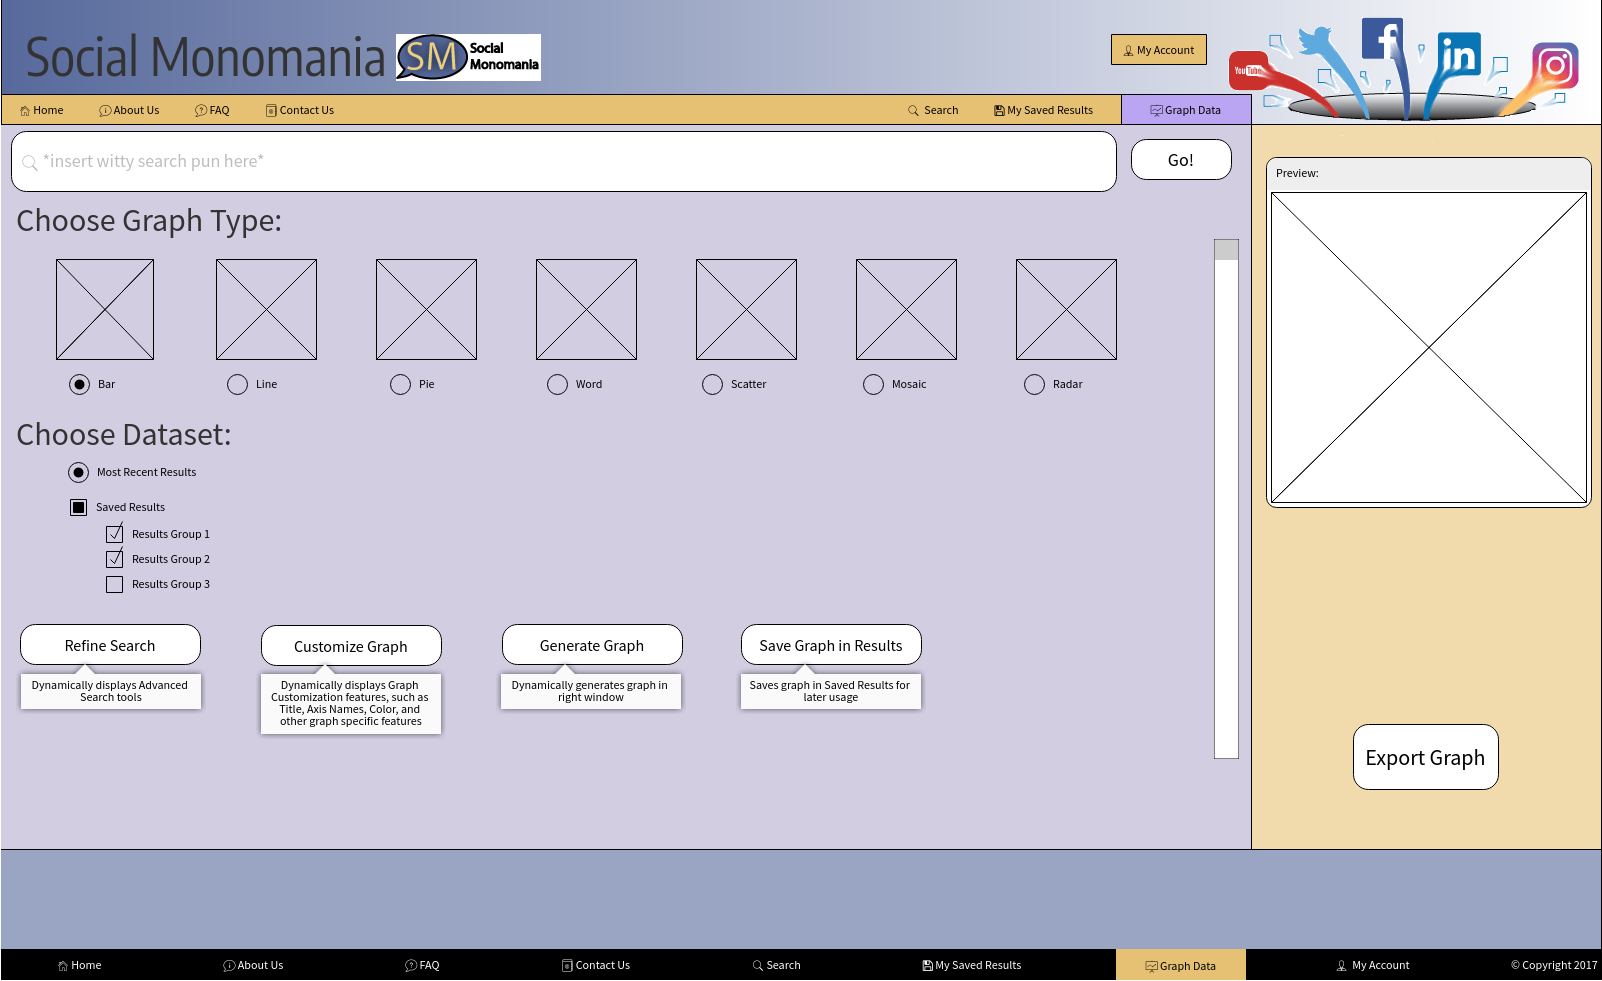 Social Monomania
SM Social
Monomania
My Account
YouTube
f
in
Home
About Us
FAQ
Contact Us
Search
My Saved Results
Graph Data
*insert witty search pun here*
Go!
Preview:
Choose Graph Type:
Bar
Line
Pie
Word
Scatter
Mosaic
Radar
Choose Dataset:
Most Recent Results
Saved Results
Results Group 1
Results Group 2
Results Group 3
Refine Search
Customize Graph
Generate Graph
Save Graph in Results
Dynamically displays Advanced
Search tools
Dynamically displays Graph
Customization features, such as
Title, Axis Names, Color, and
other graph specific features
Dynamically generates graph in
right window
Saves graph in Saved Results for
later usage
Export Graph
Home
About Us
FAQ
Contact Us
Search
My Saved Results
Graph Data
My Account
© Copyright 2017